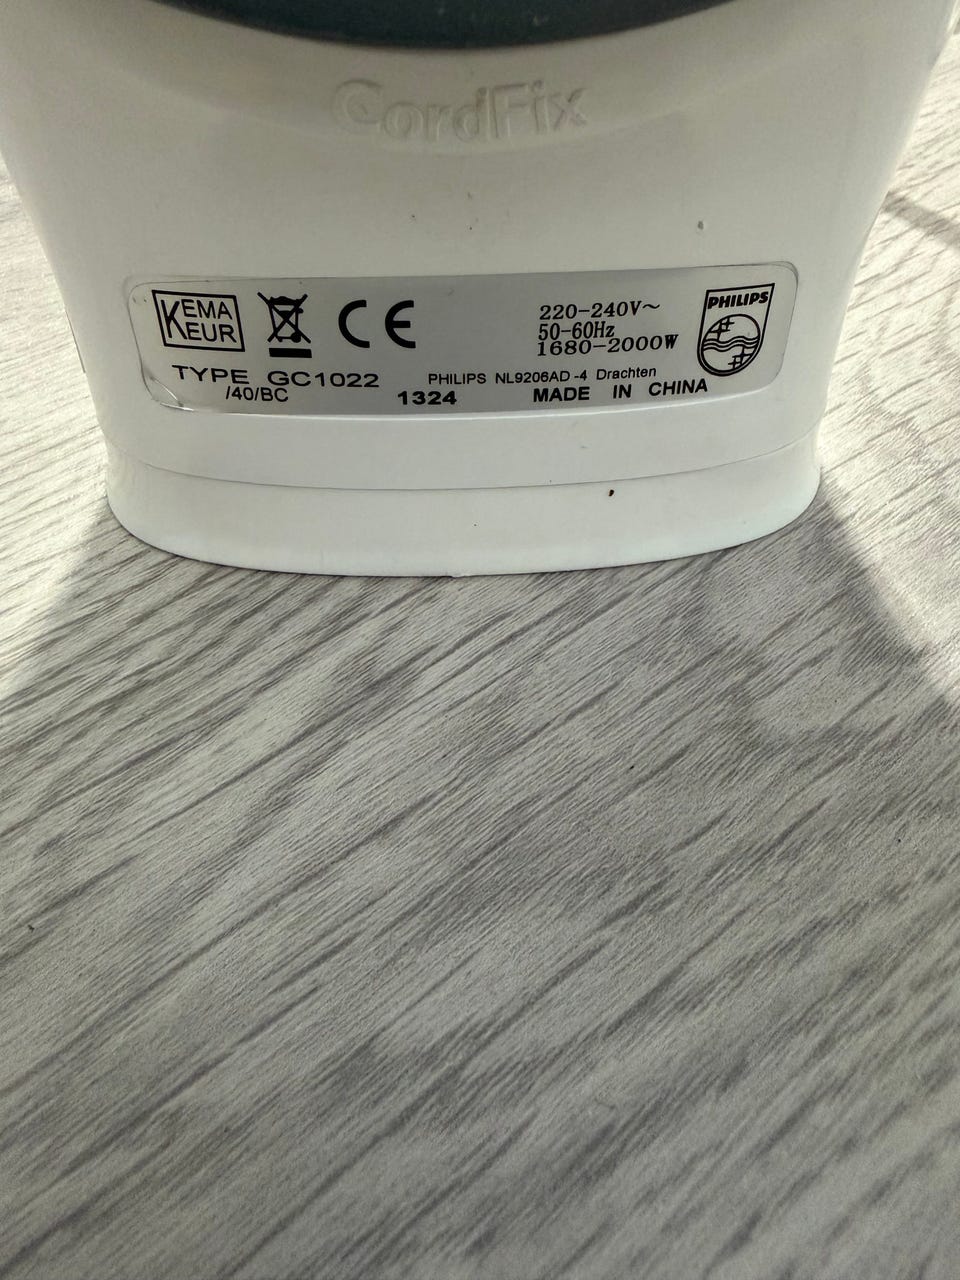 CordFix
KEMA
KEUR
CE
220-240V~
50-60Hz
1680-2000W
PHILIPS
TYPE GC1022
/40/BC
1324
PHILIPS NL9206AD -4 Drachten
MADE IN CHINA